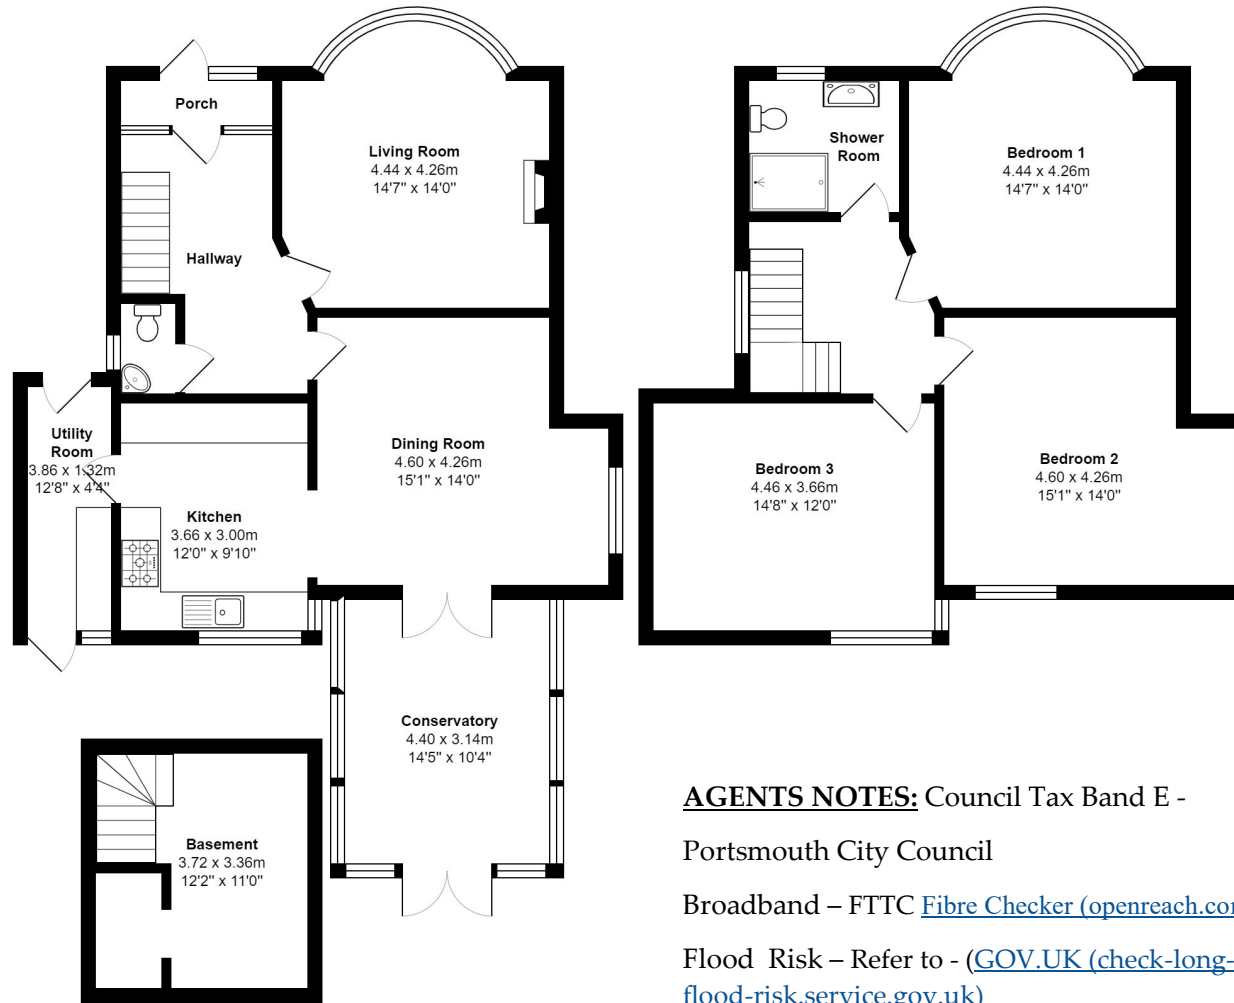 Porch
Living Room
4.44 x 4.26m
14'7" x 14'0"
Hallway
Utility
Room
3.86 x 1.32m
12'8" x 4'4"
Kitchen
3.66 x 3.00m
12'0" x 9'10"
Dining Room
4.60 x 4.26m
15'1" x 14'0"
Conservatory
4.40 x 3.14m
14'5" x 10'4"
Basement
3.72 x 3.36m
12'2" x 11'0"
Shower
Room
Bedroom 1
4.44 x 4.26m
14'7" x 14'0"
Bedroom 3
4.46 x 3.66m
14'8" x 12'0"
Bedroom 2
4.60 x 4.26m
15'1" x 14'0"
AGENTS NOTES: Council Tax Band E -
Portsmouth City Council
Broadband – FTTC Fibre Checker (openreach.com
Flood Risk – Refer to - (GOV.UK (check-long-
flood-risk.service.gov.uk)